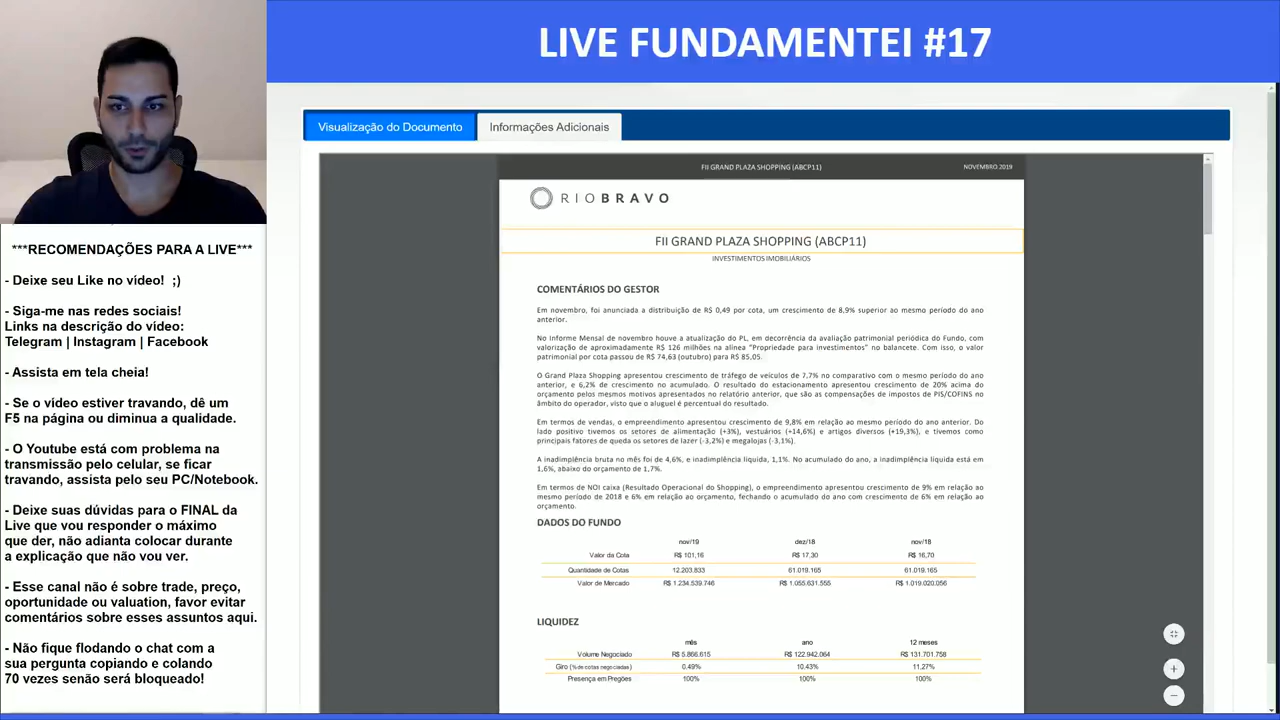 LIVE FUNDAMENTEI #17
***RECOMENDAÇÕES PARA A LIVE***
- Deixe seu Like no vídeo!  ;)
- Siga-me nas redes sociais!
Links na descrição do vídeo:
Telegram | Instagram | Facebook
- Assista em tela cheia!
- Se o vídeo estiver travando, dê um
F5 na página ou diminua a qualidade.
- O Youtube está com problema na
transmissão pelo celular, se ficar
travando, assista pelo seu PC/Notebook.
- Deixe suas dúvidas para o FINAL da
Live que vou responder o máximo
que der, não adianta colocar durante
a explicação que não vou ver.
- Esse canal não é sobre trade, preço,
oportunidade ou valuation, favor evitar
comentários sobre esses assuntos aqui.
- Não fique flodando o chat com a
sua pergunta copiando e colando
70 vezes senão será bloqueado!
Visualização do Documento
Informações Adicionais
FII GRAND PLAZA SHOPPING (ABCP11)
NOVEMBRO.2019
RIOBRAVO
FII GRAND PLAZA SHOPPING (ABCP11)
INVESTIMENTOS IMOBILIÁRIOS
COMENTÁRIOS DO GESTOR
Em novembro, foi anunciada a distribuição de R$ 0,49 por cota, um crescimento de 8,9% superior ao mesmo período do ano
anterior.
No Informe Mensal de novembro houve a atualização do PL, em decorrência da avaliação patrimonial periódica do Fundo, com
valorização de aproximadamente R$ 126 milhões na alínea "Propriedade para investimentos" no balancete. Com isso, o valor
patrimonial por cota passou de R$ 74,63 (outubro) para R$ 85,05.
O Grand Plaza Shopping apresentou crescimento de tráfego de veículos de 7,7% no comparativo com o mesmo período do ano
anterior, e 6,2% de crescimento no acumulado. O resultado do estacionamento apresentou crescimento de 20% acima do
orçamento pelos mesmos motivos apresentados no relatório anterior, que são as compensações de impostos de PIS/COFINS no
âmbito do operador, visto que o aluguel é percentual do resultado.
Em termos de vendas, o empreendimento apresentou crescimento de 9,8% em relação ao mesmo período do ano anterior. Do
lado positivo tivemos os setores de alimentação (+3%), vestuários (+14,6%) e artigos diversos (+19,3%), e tivemos como
principais fatores de queda os setores de lazer (-3,2%) e megalojas (-3,1%).
A inadimplência bruta no mês foi de 4,6%, e inadimplência líquida, 1,1%. No acumulado do ano, a inadimplência líquida está em
1,6%, abaixo do orçamento de 1,7%.
Em termos de NOI caixa (Resultado Operacional do Shopping), o empreendimento apresentou crescimento de 9% em relação ao
mesmo período de 2018 e 6% em relação ao orçamento, fechando o acumulado do ano com crescimento de 6% em relação ao
orçamento.
DADOS DO FUNDO
nov/19 dez/18 nov/18
Valor da Cota R$ 101,16 R$ 17,30 R$ 16,70
Quantidade de Cotas 12.203.833 61.019.165 61.019.165
Valor de Mercado R$ 1.234.539.746 R$ 1.055.631.555 R$ 1.019.020.056
LIQUIDEZ
mês ano 12 meses
Volume Negociado R$ 5.866.615 R$ 122.942.064 R$ 131.701.758
Giro (% de cotas negociadas) 0,49% 10,43% 11,27%
Presença em Pregões 100% 100% 100%